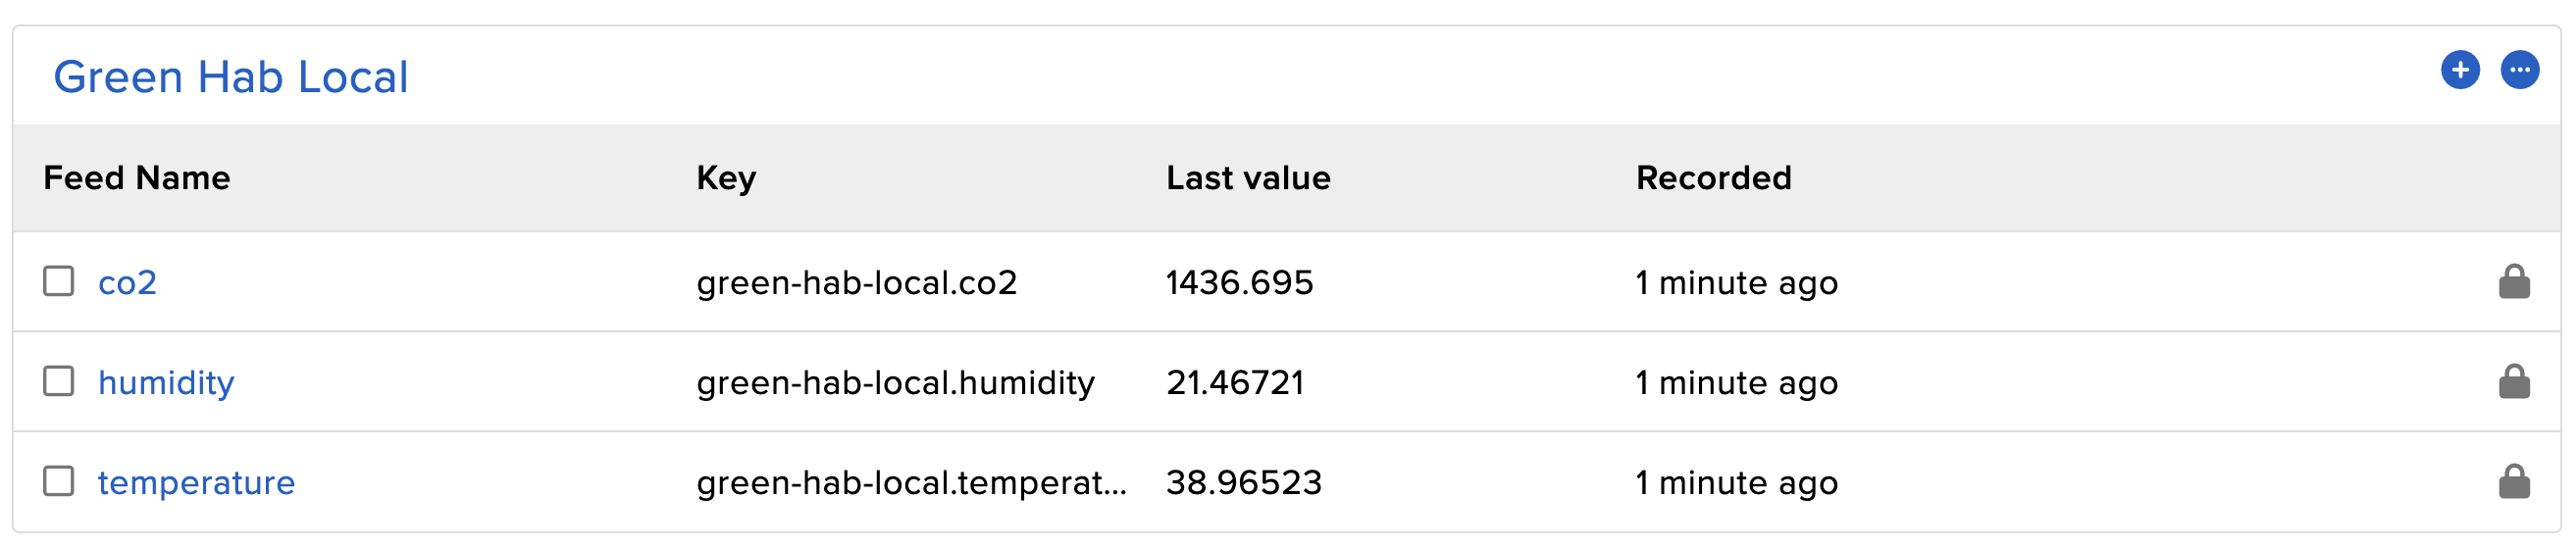 Green Hab Local
Feed Name Key Last value Recorded
co2 green-hab-local.co2 1436.695 1 minute ago
humidity green-hab-local.humidity 21.46721 1 minute ago
temperature green-hab-local.temperat... 38.96523 1 minute ago